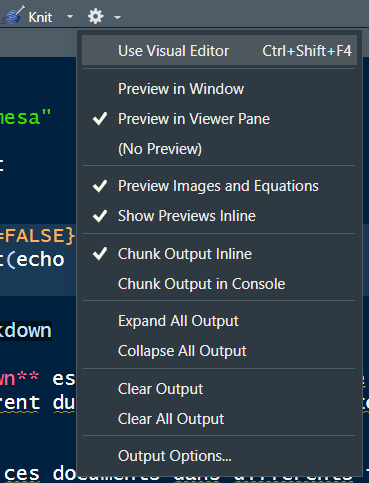 Knit
Use Visual Editor Ctrl+Shift+F4
Preview in Window
mesa"
Preview in Viewer Pane
(No Preview)
Preview Images and Equations
Show Previews Inline
=FALSE}
(echo
Chunk Output Inline
Chunk Output in Console
Expand All Output
kdown
Collapse All Output
wn** es
Clear Output
rent du
Clear All Output
Output Options...
ces documents dans différents